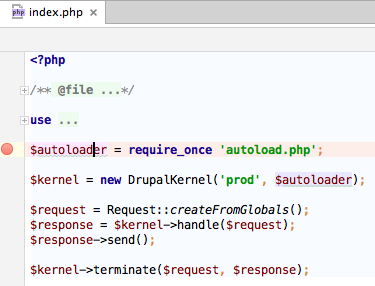 index.php
<?php
/** @file ...*/
use ...
$autoloader = require_once 'autoload.php';
$kernel = new DrupalKernel('prod', $autoloader);
$request = Request::createFromGlobals();
$response = $kernel->handle($request);
$response->send();
$kernel->terminate($request, $response);